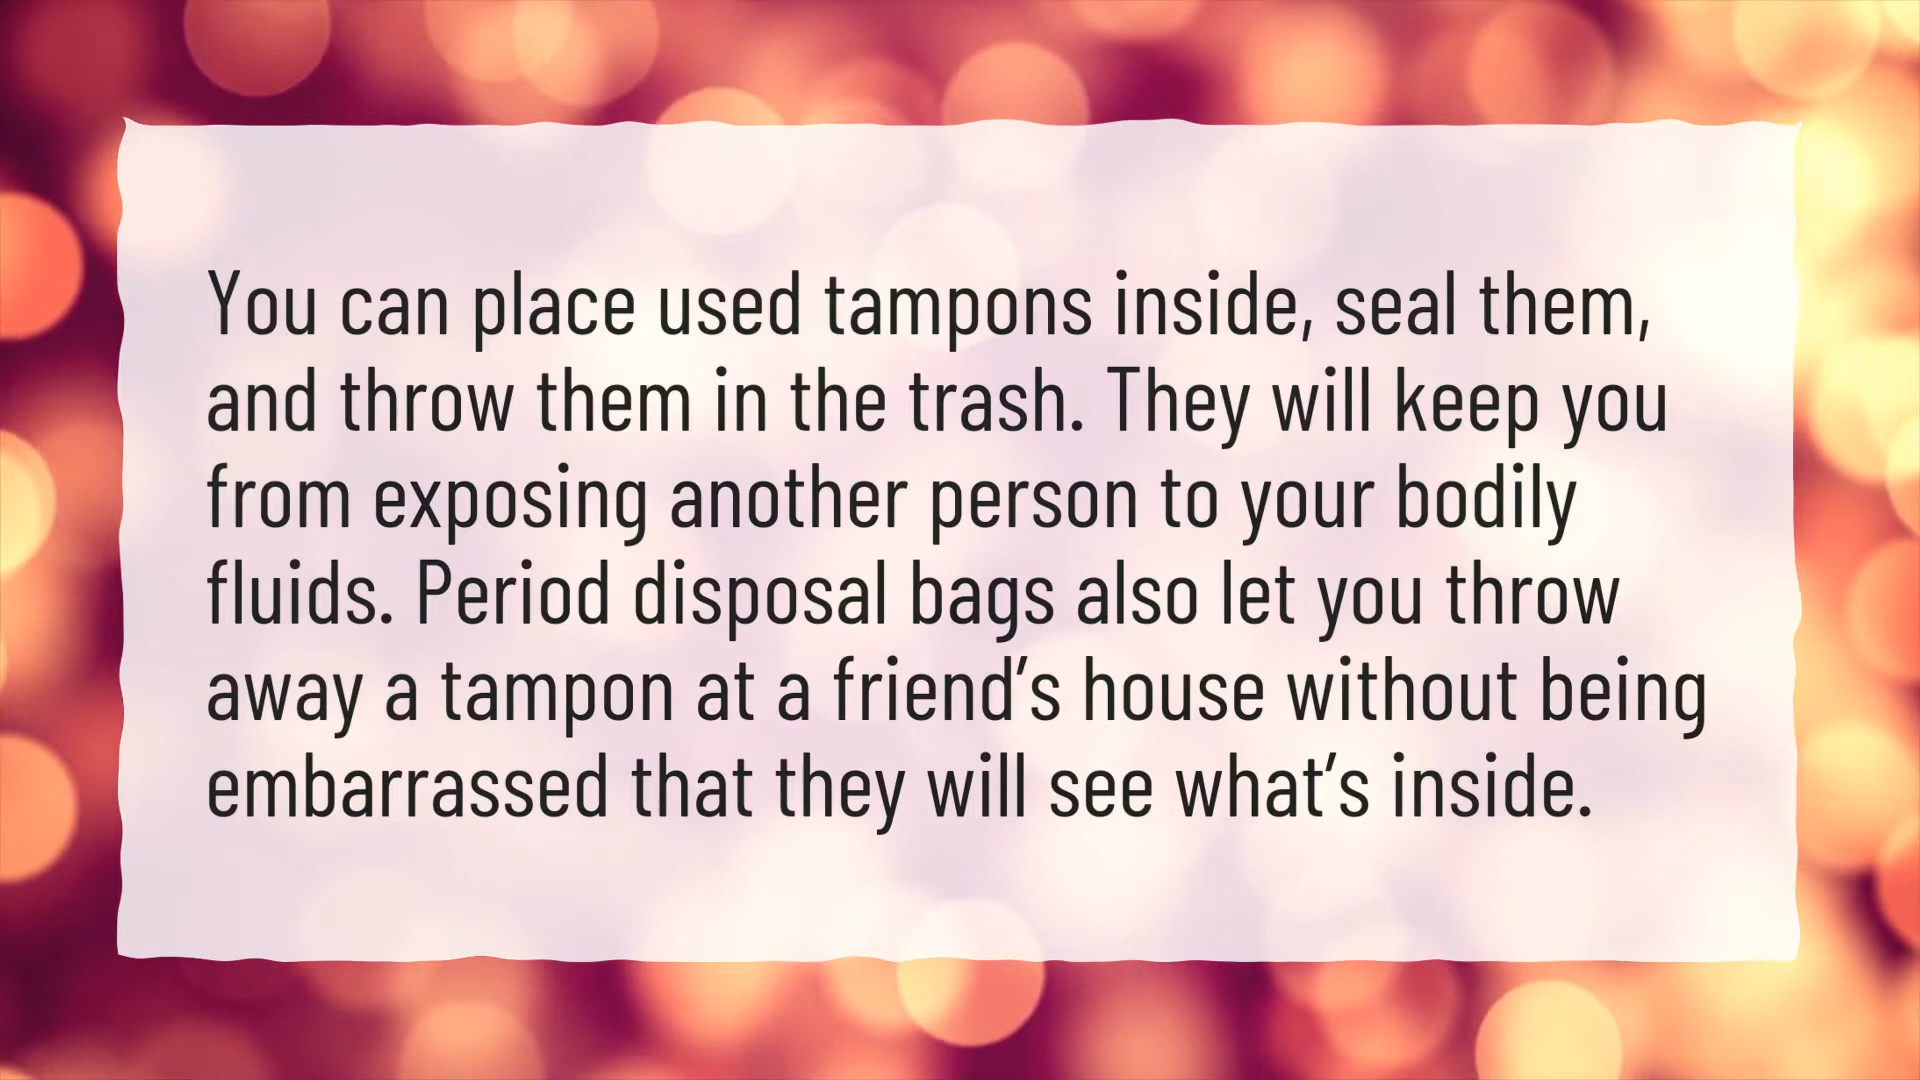 You can place used tampons inside, seal them,
and throw them in the trash. They will keep you
from exposing another person to your bodily
fluids. Period disposal bags also let you throw
away a tampon at a friend’s house without being
embarrassed that they will see what’s inside.